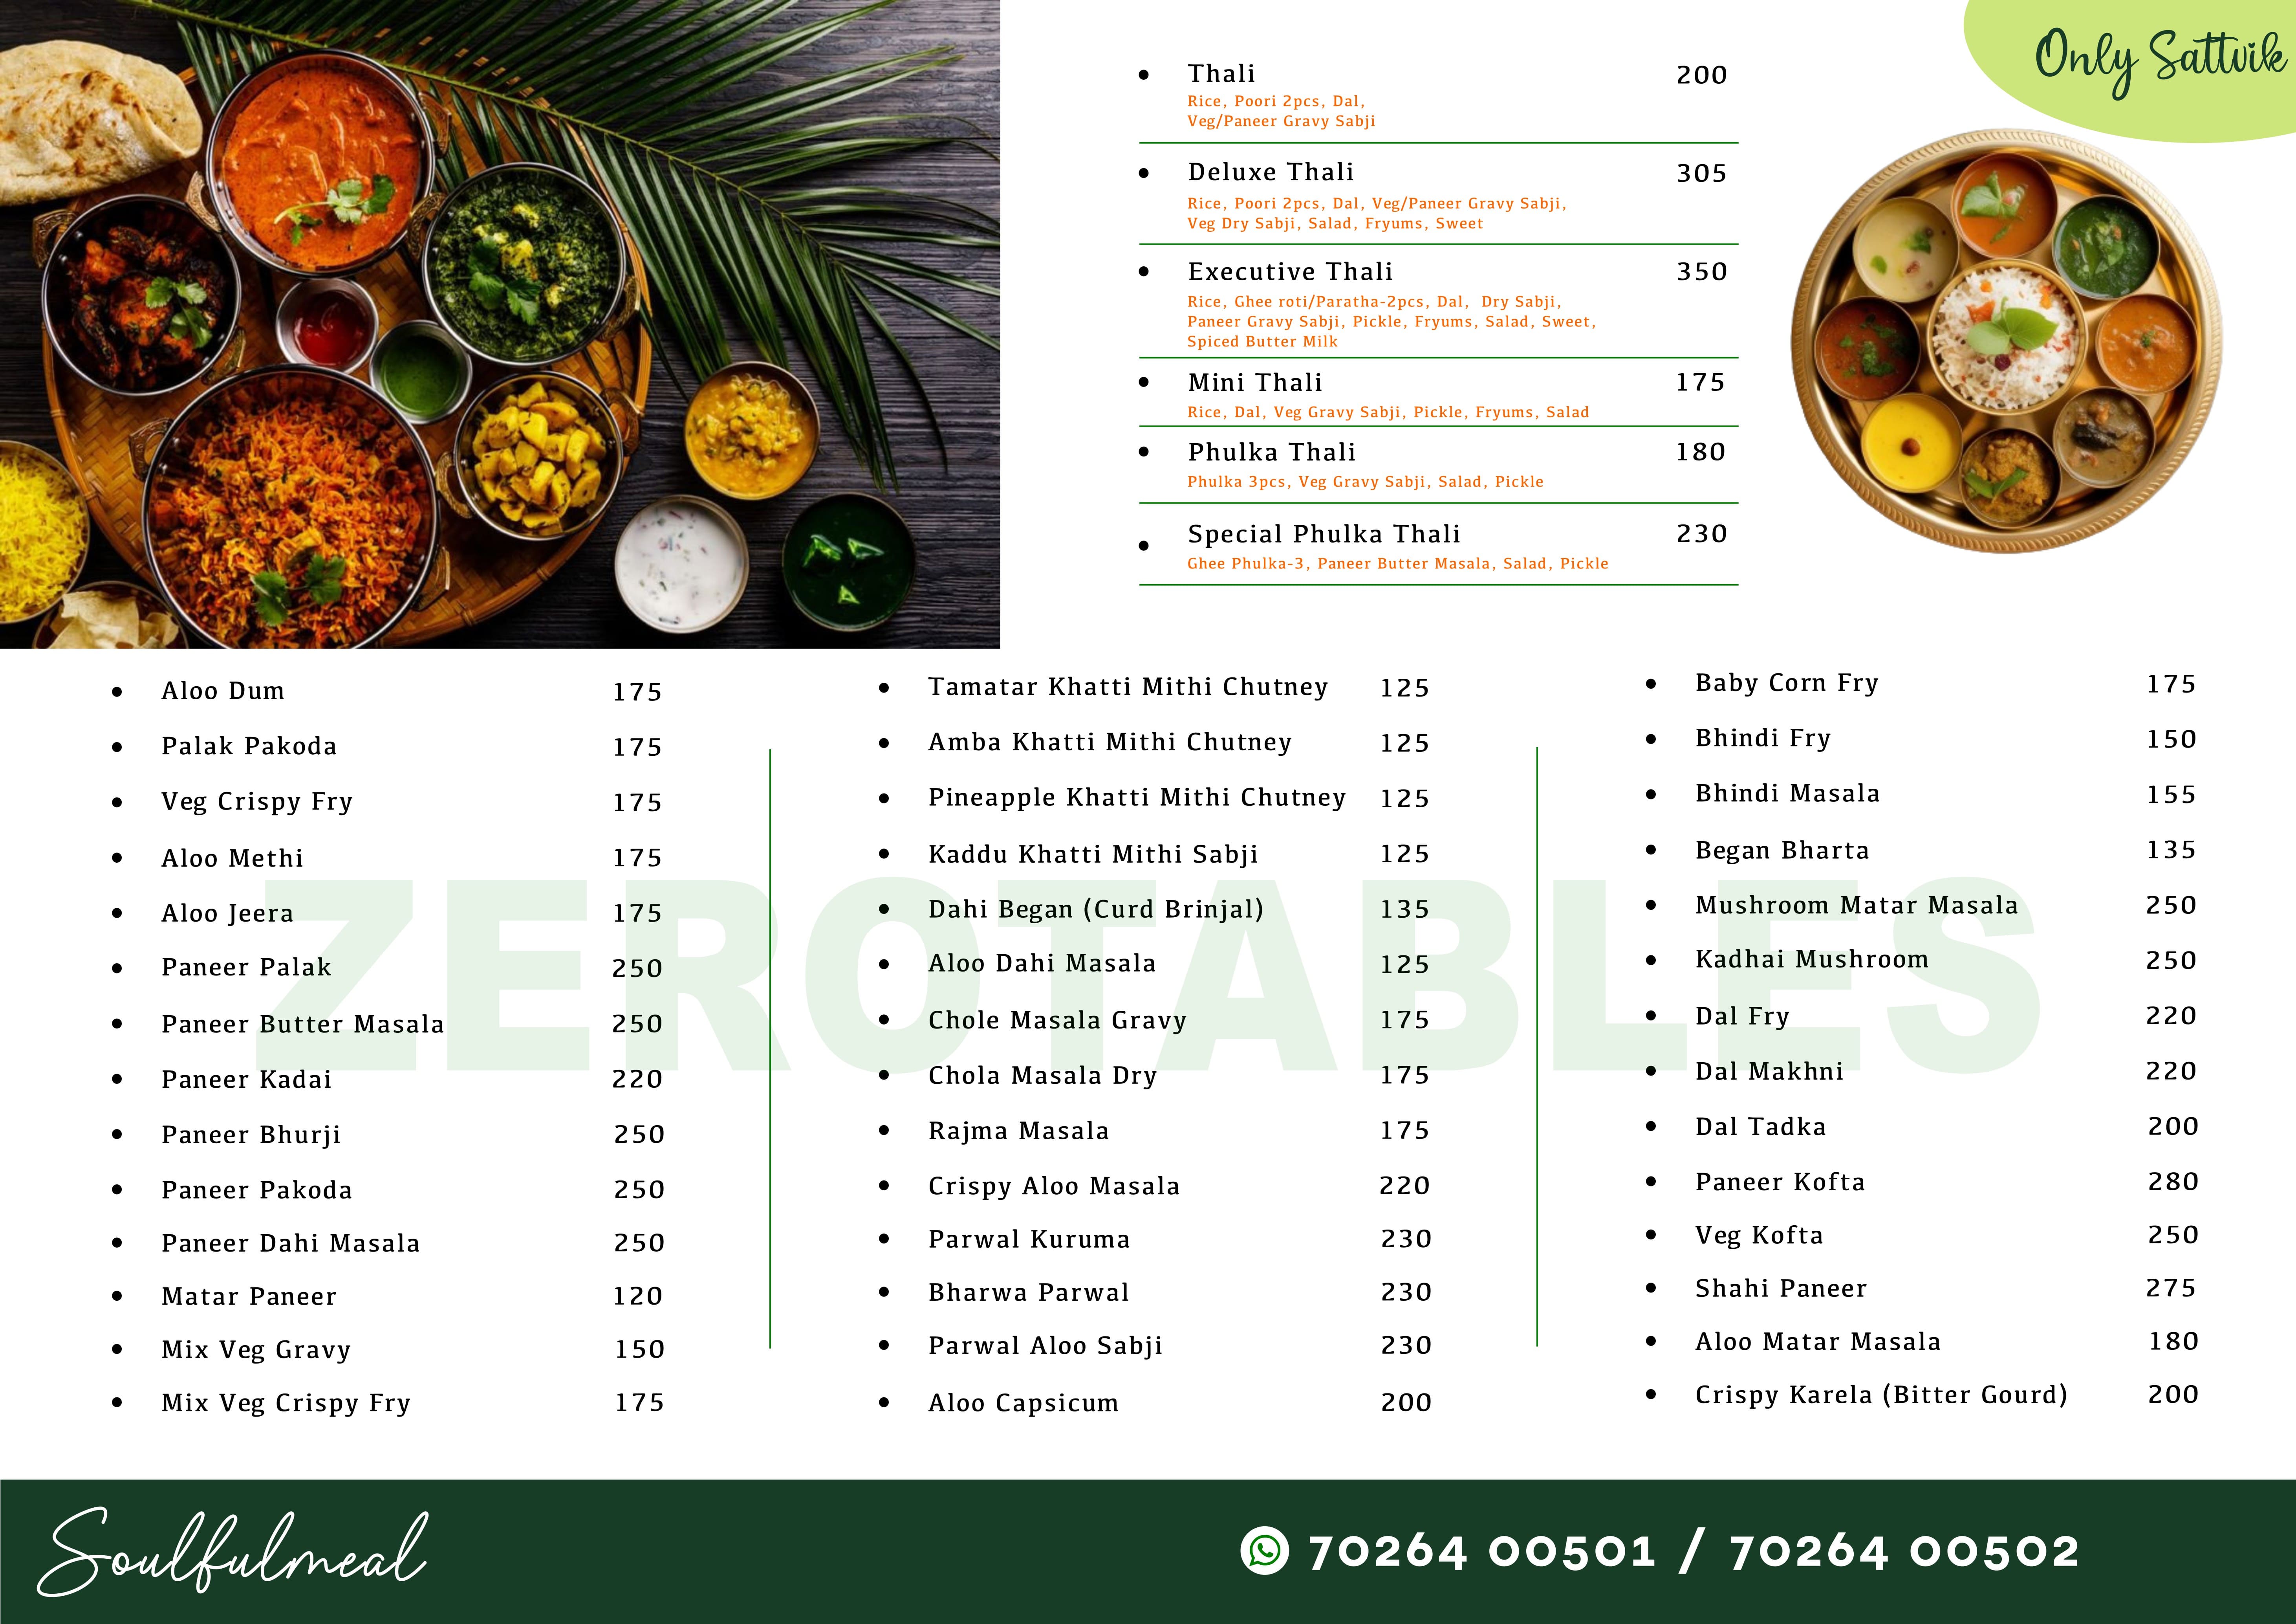 Only Sattvik
Thali 200
Rice, Poori 2pcs, Dal,
Veg/Paneer Gravy Sabji
Deluxe Thali 305
Rice, Poori 2pcs, Dal, Veg/Paneer Gravy Sabji,
Veg Dry Sabji, Salad, Fryums, Sweet
Executive Thali 350
Rice, Ghee roti/Paratha-2pcs, Dal, Dry Sabji,
Paneer Gravy Sabji, Pickle, Fryums, Salad, Sweet,
Spiced Butter Milk
Mini Thali 175
Rice, Dal, Veg Gravy Sabji, Pickle, Fryums, Salad
Phulka Thali 180
Phulka 3pcs, Veg Gravy Sabji, Salad, Pickle
Special Phulka Thali 230
Ghee Phulka-3, Paneer Butter Masala, Salad, Pickle
Aloo Dum 175
Palak Pakoda 175
Veg Crispy Fry 175
Aloo Methi 175
Aloo Jeera 175
Paneer Palak 250
Paneer Butter Masala 250
Paneer Kadai 220
Paneer Bhurji 250
Paneer Pakoda 250
Paneer Dahi Masala 250
Matar Paneer 120
Mix Veg Gravy 150
Mix Veg Crispy Fry 175
Tamatar Khatti Mithi Chutney 125
Amba Khatti Mithi Chutney 125
Pineapple Khatti Mithi Chutney 125
Kaddu Khatti Mithi Sabji 125
Dahi Began (Curd Brinjal) 135
Aloo Dahi Masala 125
Chole Masala Gravy 175
Chola Masala Dry 175
Rajma Masala 175
Crispy Aloo Masala 220
Parwal Kuruma 230
Bharwa Parwal 230
Parwal Aloo Sabji 230
Aloo Capsicum 200
Baby Corn Fry 175
Bhindi Fry 150
Bhindi Masala 155
Began Bharta 135
Mushroom Matar Masala 250
Kadhai Mushroom 250
Dal Fry 220
Dal Makhni 220
Dal Tadka 200
Paneer Kofta 280
Veg Kofta 250
Shahi Paneer 275
Aloo Matar Masala 180
Crispy Karela (Bitter Gourd) 200
ZEROTABLES
Soulfulmeal
70264 00501 / 70264 00502